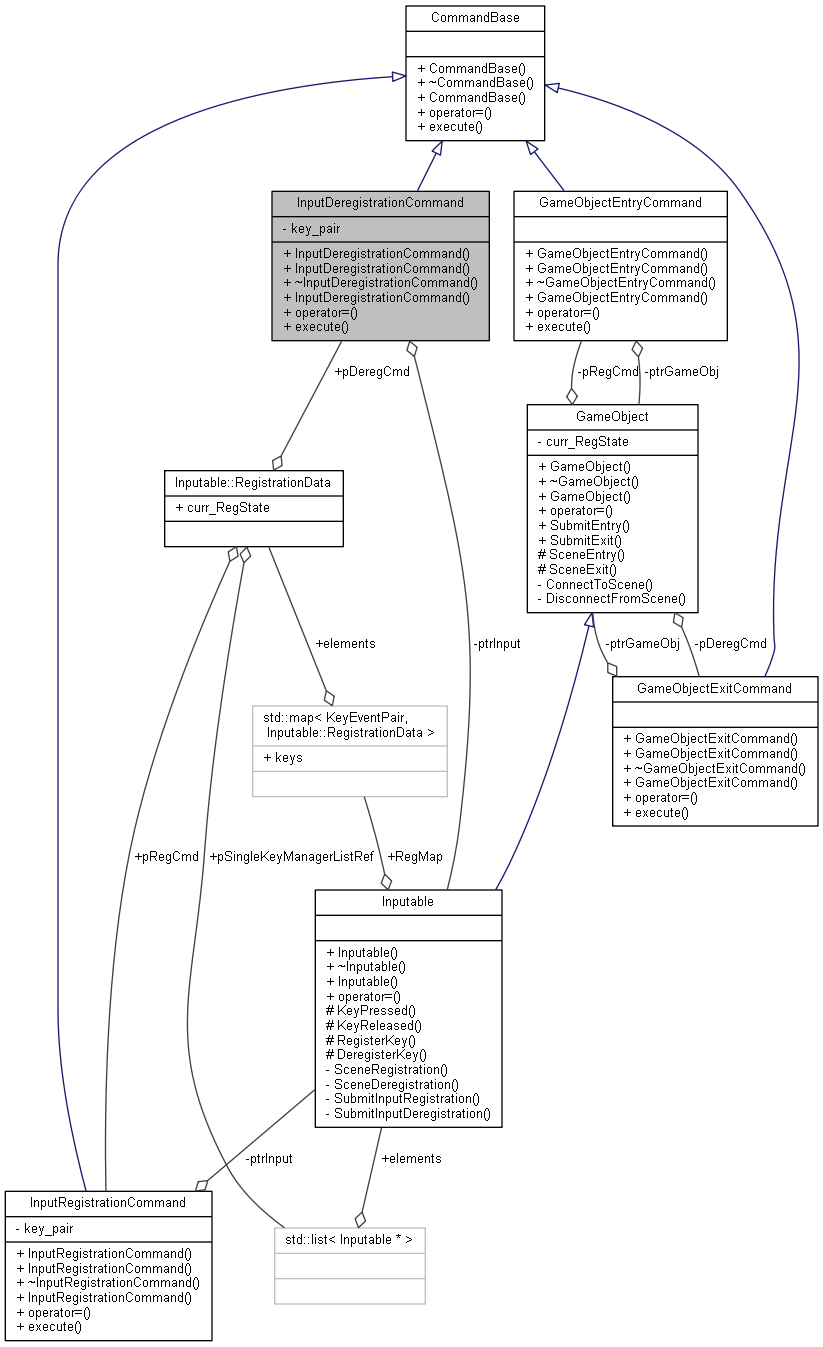 CommandBase
+ CommandBase()
+ ~CommandBase()
+ CommandBase()
+ operator=()
+ execute()
InputDeregistrationCommand
- key_pair
+ InputDeregistrationCommand()
+ InputDeregistrationCommand()
+ ~InputDeregistrationCommand()
+ InputDeregistrationCommand()
+ operator=()
+ execute()
GameObjectEntryCommand
+ GameObjectEntryCommand()
+ GameObjectEntryCommand()
+ ~GameObjectEntryCommand()
+ GameObjectEntryCommand()
+ operator=()
+ execute()
+pDeregCmd
-pRegCmd
-ptrGameObj
GameObject
- curr_RegState
+ GameObject()
+ ~GameObject()
+ GameObject()
+ operator=()
+ SubmitEntry()
+ SubmitExit()
# SceneEntry()
# SceneExit()
- ConnectToScene()
- DisconnectFromScene()
Inputable::RegistrationData
+ curr_RegState
+elements
-ptrInput
-ptrGameObj
-pDeregCmd
GameObjectExitCommand
+ GameObjectExitCommand()
+ GameObjectExitCommand()
+ ~GameObjectExitCommand()
+ GameObjectExitCommand()
+ operator=()
+ execute()
std::map< KeyEventPair,
Inputable::RegistrationData >
+ keys
+pRegCmd
+pSingleKeyManagerListRef
+RegMap
Inputable
+ Inputable()
+ ~Inputable()
+ Inputable()
+ operator=()
# KeyPressed()
# KeyReleased()
# RegisterKey()
# DeregisterKey()
- SceneRegistration()
- SceneDeregistration()
- SubmitInputRegistration()
- SubmitInputDeregistration()
-ptrInput
+elements
InputRegistrationCommand
- key_pair
+ InputRegistrationCommand()
+ InputRegistrationCommand()
+ ~InputRegistrationCommand()
+ InputRegistrationCommand()
+ operator=()
+ execute()
std::list< Inputable * >